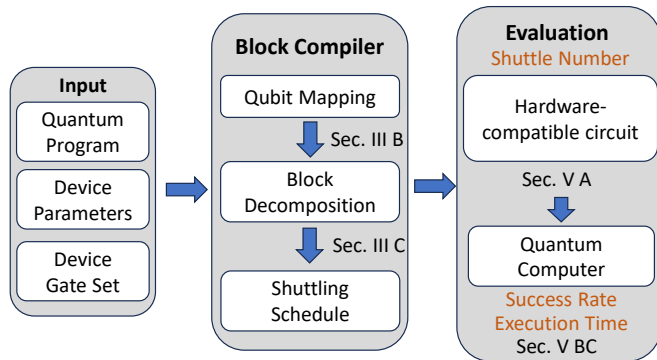 Input
Quantum
Program
Device
Parameters
Device
Gate Set
Block Compiler
Qubit Mapping
Sec. III B
Block
Decomposition
Sec. III C
Shuttling
Schedule
Evaluation
Shuttle Number
Hardware-
compatible circuit
Sec. V A
Quantum
Computer
Success Rate
Execution Time
Sec. V BC